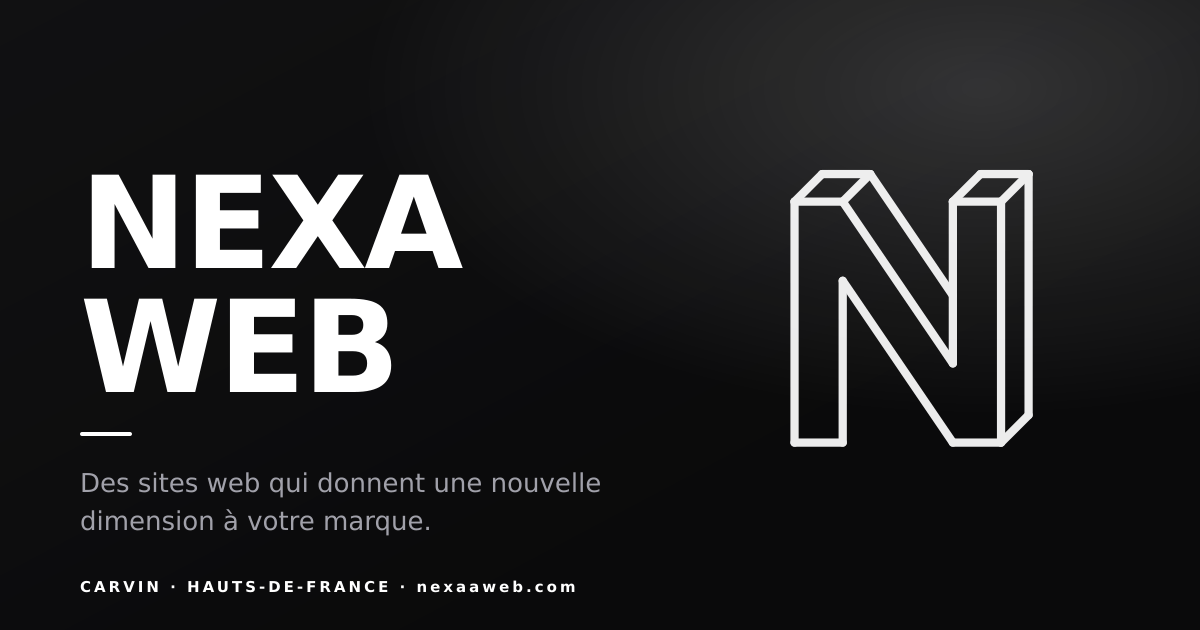 NEXA
WEB
Des sites web qui donnent une nouvelle
dimension à votre marque.
CARVIN · HAUTS-DE-FRANCE · nexaaweb.com
N